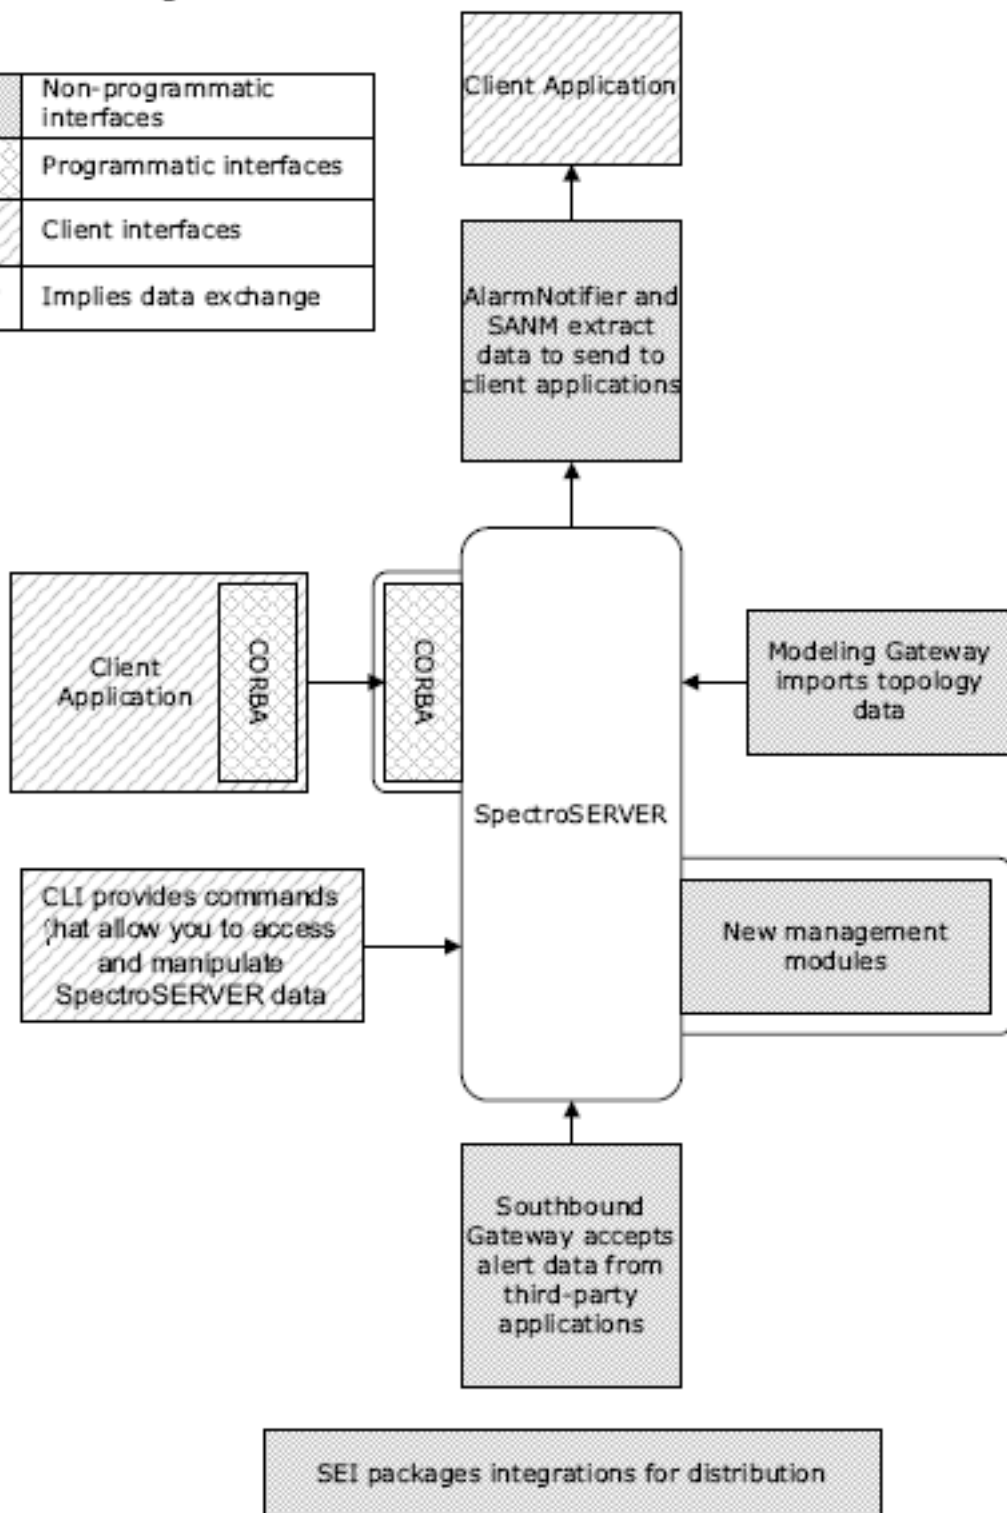 Client Application
Non-programmatic
interfaces
Programmatic interfaces
Client interfaces
Implies data exchange
AlarmNotifier and
SANM extract
data to send to
client applications
Client
Application
CORBA
CORBA
Modeling Gateway
imports topology
data
SpectroSERVER
CLI provides commands
that allow you to access
and manipulate
SpectroSERVER data
New management
modules
Southbound
Gateway accepts
alert data from
third-party
applications
SEI packages integrations for distribution